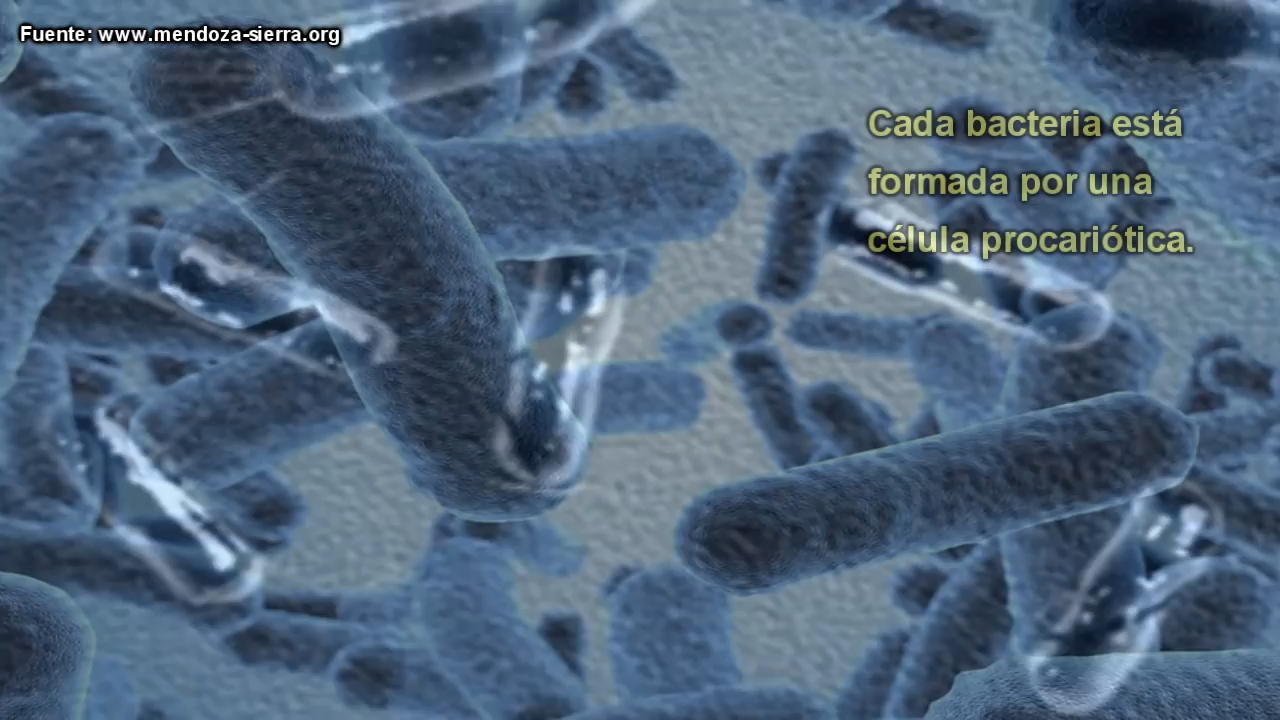 Fuente: www.mendoza-sierra.org
Cada bacteria está
formada por una
célula procariótica.